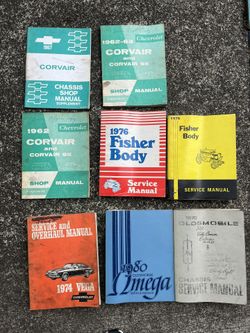 CHEVROLET
CORVAIR
CHASSIS
SHOP
MANUAL
SUPPLEMENT
1962-63 Chevrolet
CORVAIR
and
CORVAIR 95
SHOP MANUAL
1962 Chevrolet
CORVAIR
and
CORVAIR 95
SHOP MANUAL
1976
Fisher
Body
Service
Manual
1976
Fisher
Body
SERVICE MANUAL
SERVICE and
OVERHAUL MANUAL
1974 VEGA
CHEVROLET
1980
Omega
1970
OLDSMOBILE
CHASSIS
SERVICE MANUAL